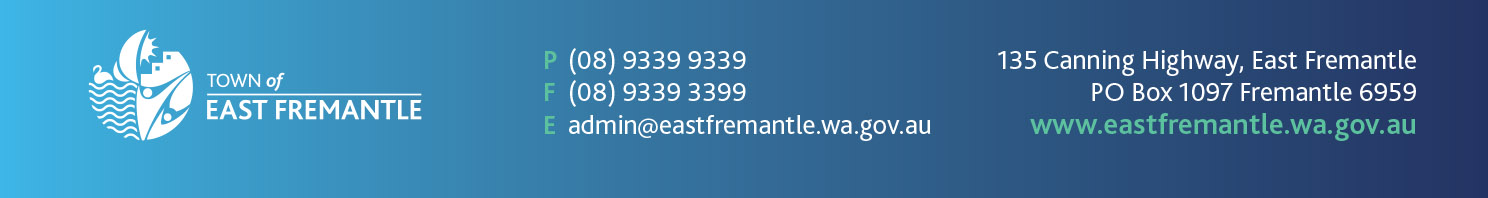 TOWN of
EAST FREMANTLE
P (08) 9339 9339
F (08) 9339 3399
E admin@eastfremantle.wa.gov.au
135 Canning Highway, East Fremantle
PO Box 1097 Fremantle 6959
www.eastfremantle.wa.gov.au